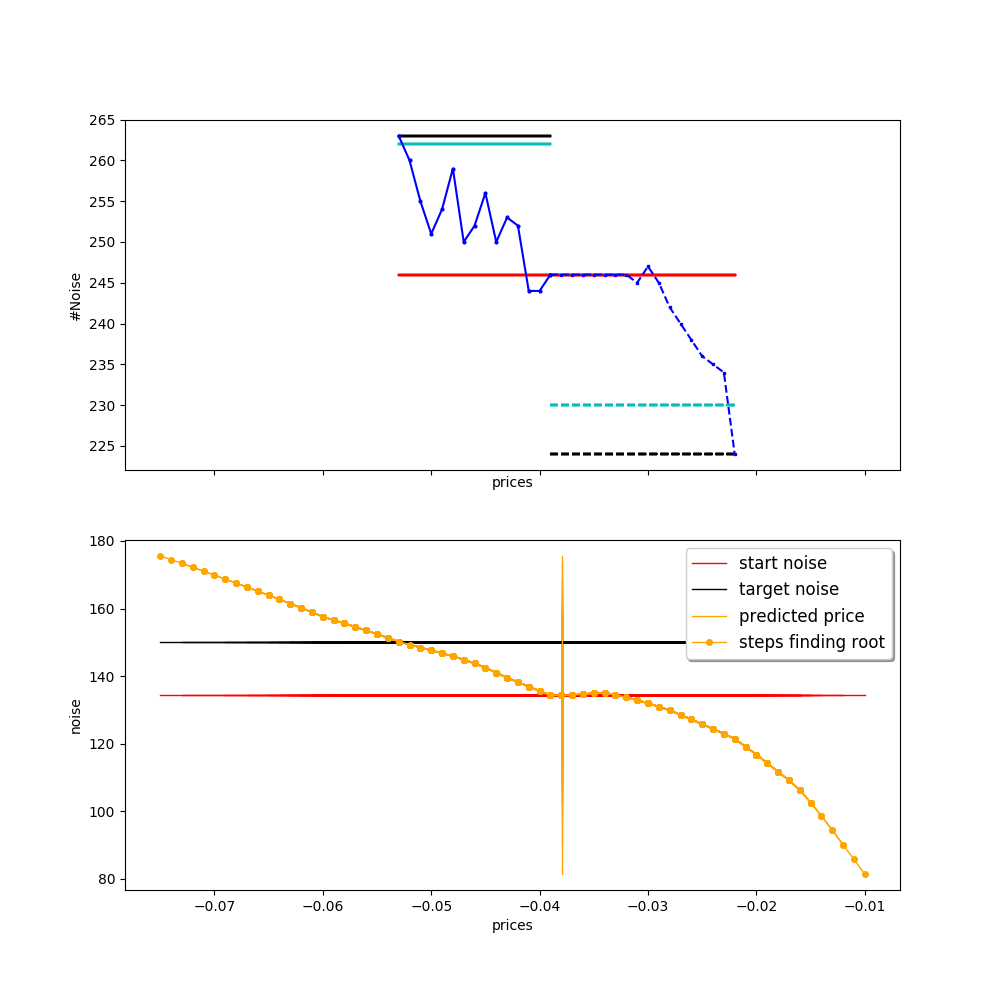 265
260
255
250
245
240
235
230
225
#Noise
prices
180
160
140
120
100
80
noise
start noise
target noise
predicted price
steps finding root
−0.07 −0.06 −0.05 −0.04 −0.03 −0.02 −0.01
prices